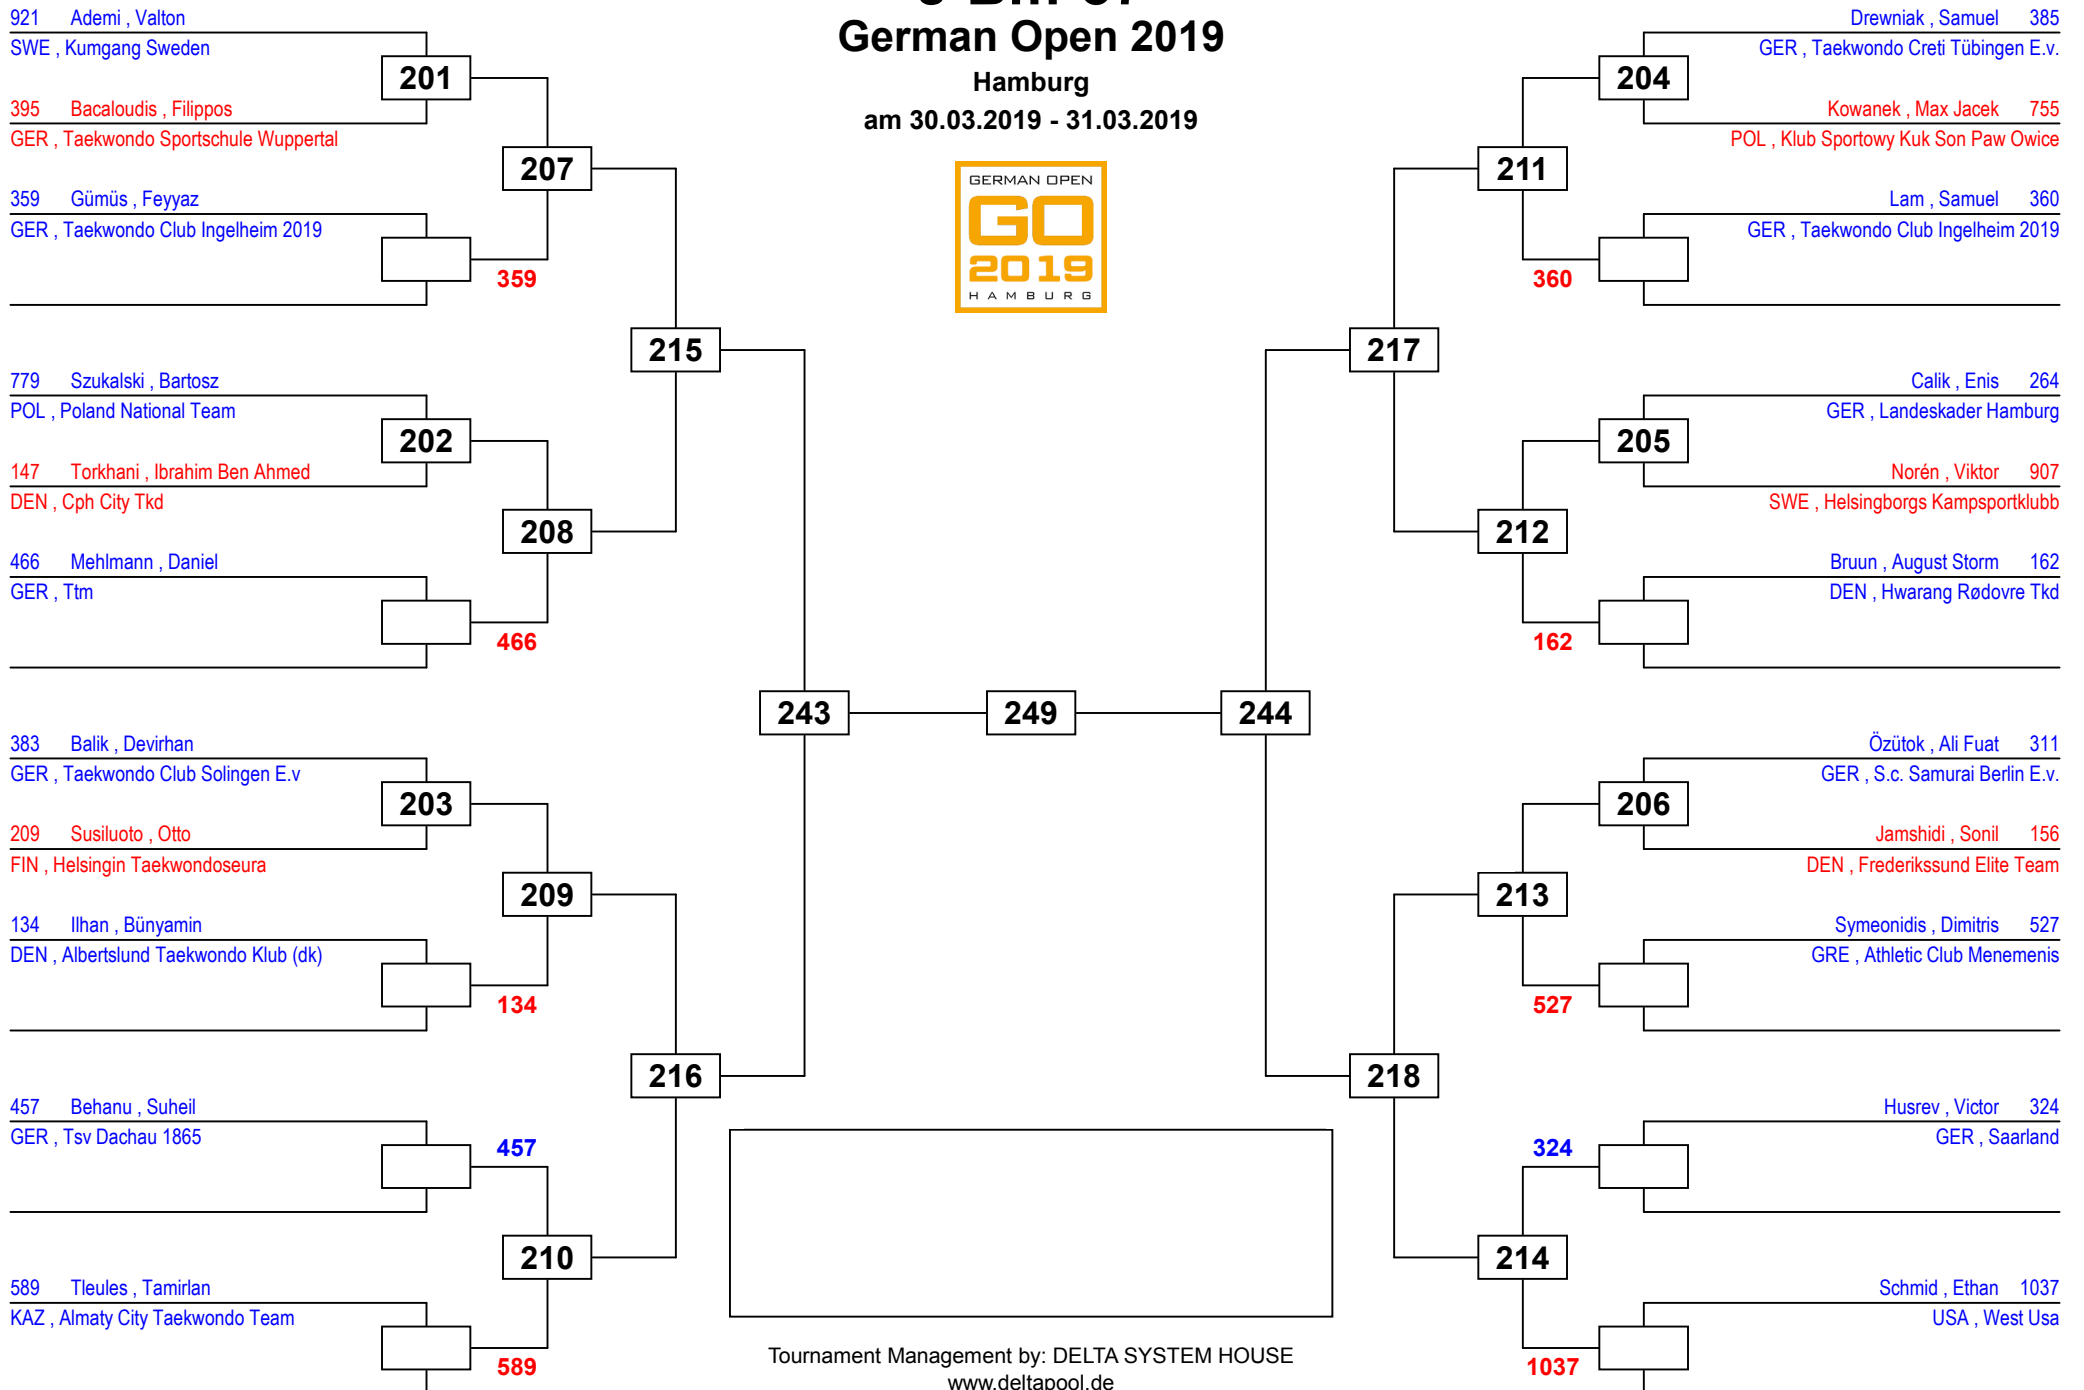 German Open 2019
Hamburg
am 30.03.2019 - 31.03.2019
GERMAN OPEN
GO
2019
HAMBURG
921 Ademi , Valton
SWE , Kumgang Sweden
201
395 Bacaloudis , Filippos
GER , Taekwondo Sportschule Wuppertal
207
359 Gümüs , Feyyaz
GER , Taekwondo Club Ingelheim 2019
359
215
779 Szukalski , Bartosz
POL , Poland National Team
202
147 Torkhani , Ibrahim Ben Ahmed
DEN , Cph City Tkd
208
466 Mehlmann , Daniel
GER , Ttm
466
243
383 Balik , Devirhan
GER , Taekwondo Club Solingen E.v
203
209 Susiluoto , Otto
FIN , Helsingin Taekwondoseura
209
134 Ilhan , Bünyamin
DEN , Albertslund Taekwondo Klub (dk)
134
216
457 Behanu , Suheil
GER , Tsv Dachau 1865
457
210
589 Tleules , Tamirlan
KAZ , Almaty City Taekwondo Team
589
249
Drewniak , Samuel 385
GER , Taekwondo Creti Tübingen E.v.
204
Kowanek , Max Jacek 755
POL , Klub Sportowy Kuk Son Paw Owice
211
Lam , Samuel 360
GER , Taekwondo Club Ingelheim 2019
360
217
Calik , Enis 264
GER , Landeskader Hamburg
205
Norén , Viktor 907
SWE , Helsingborgs Kampsportklubb
212
Bruun , August Storm 162
DEN , Hwarang Rødovre Tkd
162
244
Özütok , Ali Fuat 311
GER , S.c. Samurai Berlin E.v.
206
Jamshidi , Sonil 156
DEN , Frederikssund Elite Team
213
Symeonidis , Dimitris 527
GRE , Athletic Club Menemenis
527
218
Husrev , Victor 324
GER , Saarland
324
214
Schmid , Ethan 1037
USA , West Usa
1037
Tournament Management by: DELTA SYSTEM HOUSE
www.deltapool.de